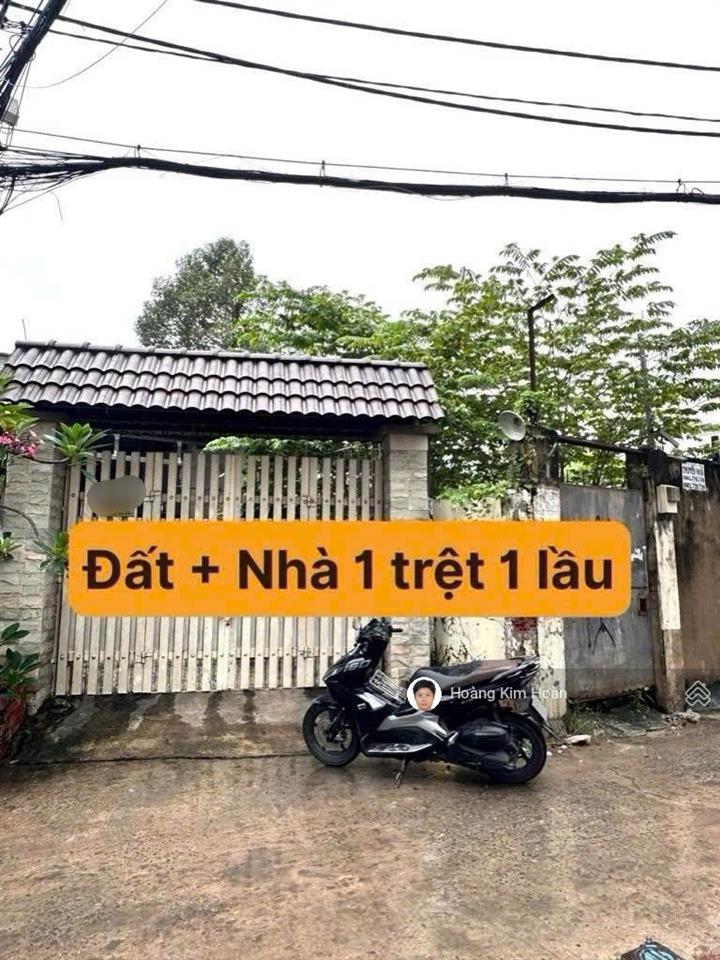 Đất + Nhà 1 trệt 1 lầu
Hoàng Kim Hoan